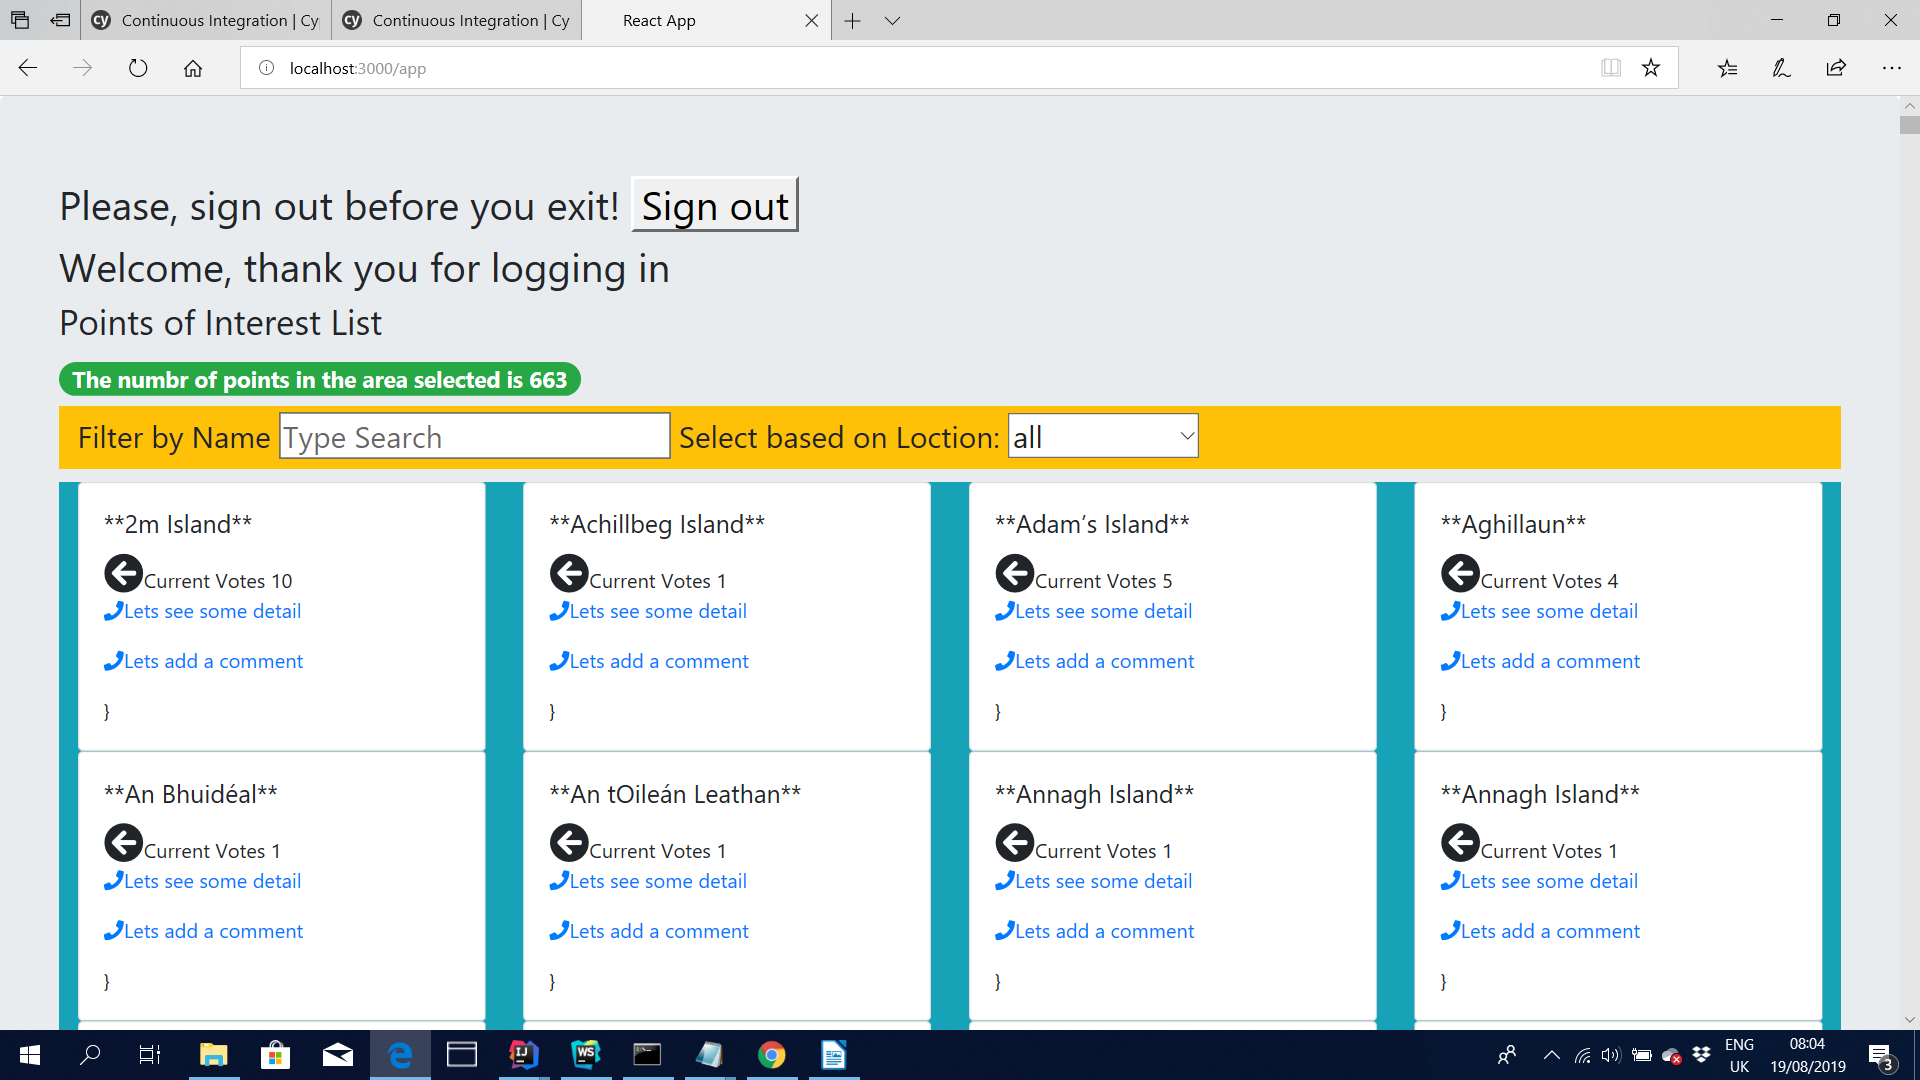 Continuous Integration | Cy
Continuous Integration | Cy
React App
localhost:3000/app
Please, sign out before you exit! Sign out
Welcome, thank you for logging in
Points of Interest List
The numbr of points in the area selected is 663
Filter by Name Type Search Select based on Loction: all
**2m Island** **Achillbeg Island** **Adam’s Island** **Aghillaun**
Current Votes 10 Current Votes 1 Current Votes 5 Current Votes 4
Lets see some detail Lets see some detail Lets see some detail Lets see some detail
Lets add a comment Lets add a comment Lets add a comment Lets add a comment
} } } }
**An Bhuidéal** **An tOileán Leathan** **Annagh Island** **Annagh Island**
Current Votes 1 Current Votes 1 Current Votes 1 Current Votes 1
Lets see some detail Lets see some detail Lets see some detail Lets see some detail
Lets add a comment Lets add a comment Lets add a comment Lets add a comment
} } } }
ENG
UK
08:04
19/08/2019
3